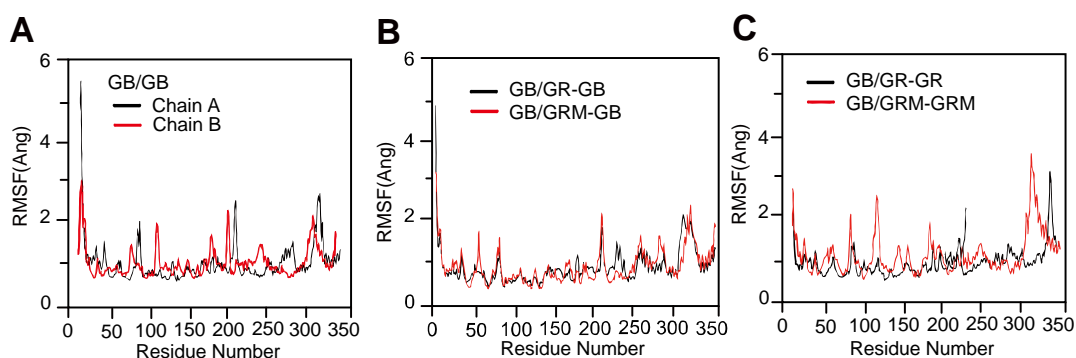 A
RMSF(Ang)
6
4
2
0
GB/GB
Chain A
Chain B
0 50 100 150 200 250 300 350
Residue Number
B
RMSF(Ang)
6
4
2
0
GB/GR-GB
GB/GRM-GB
0 50 100 150 200 250 300 350
Residue Number
C
RMSF(Ang)
6
4
2
0
GB/GR-GR
GB/GRM-GRM
0 50 100 150 200 250 300 350
Residue Number